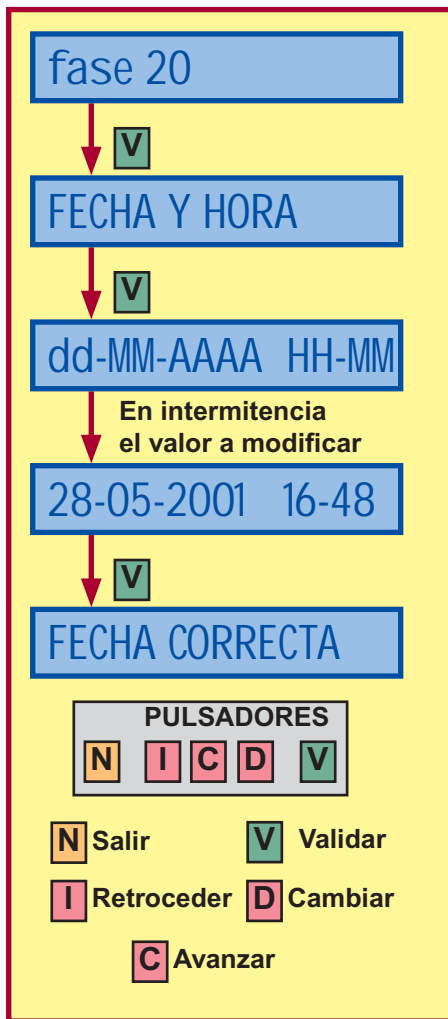 fase 20
V
FECHA Y HORA
V
dd-MM-AAAA HH-MM
En intermitencia
el valor a modificar
28-05-2001 16-48
V
FECHA CORRECTA
PULSADORES
N I C D V
N Salir V Validar
I Retroceder D Cambiar
C Avanzar